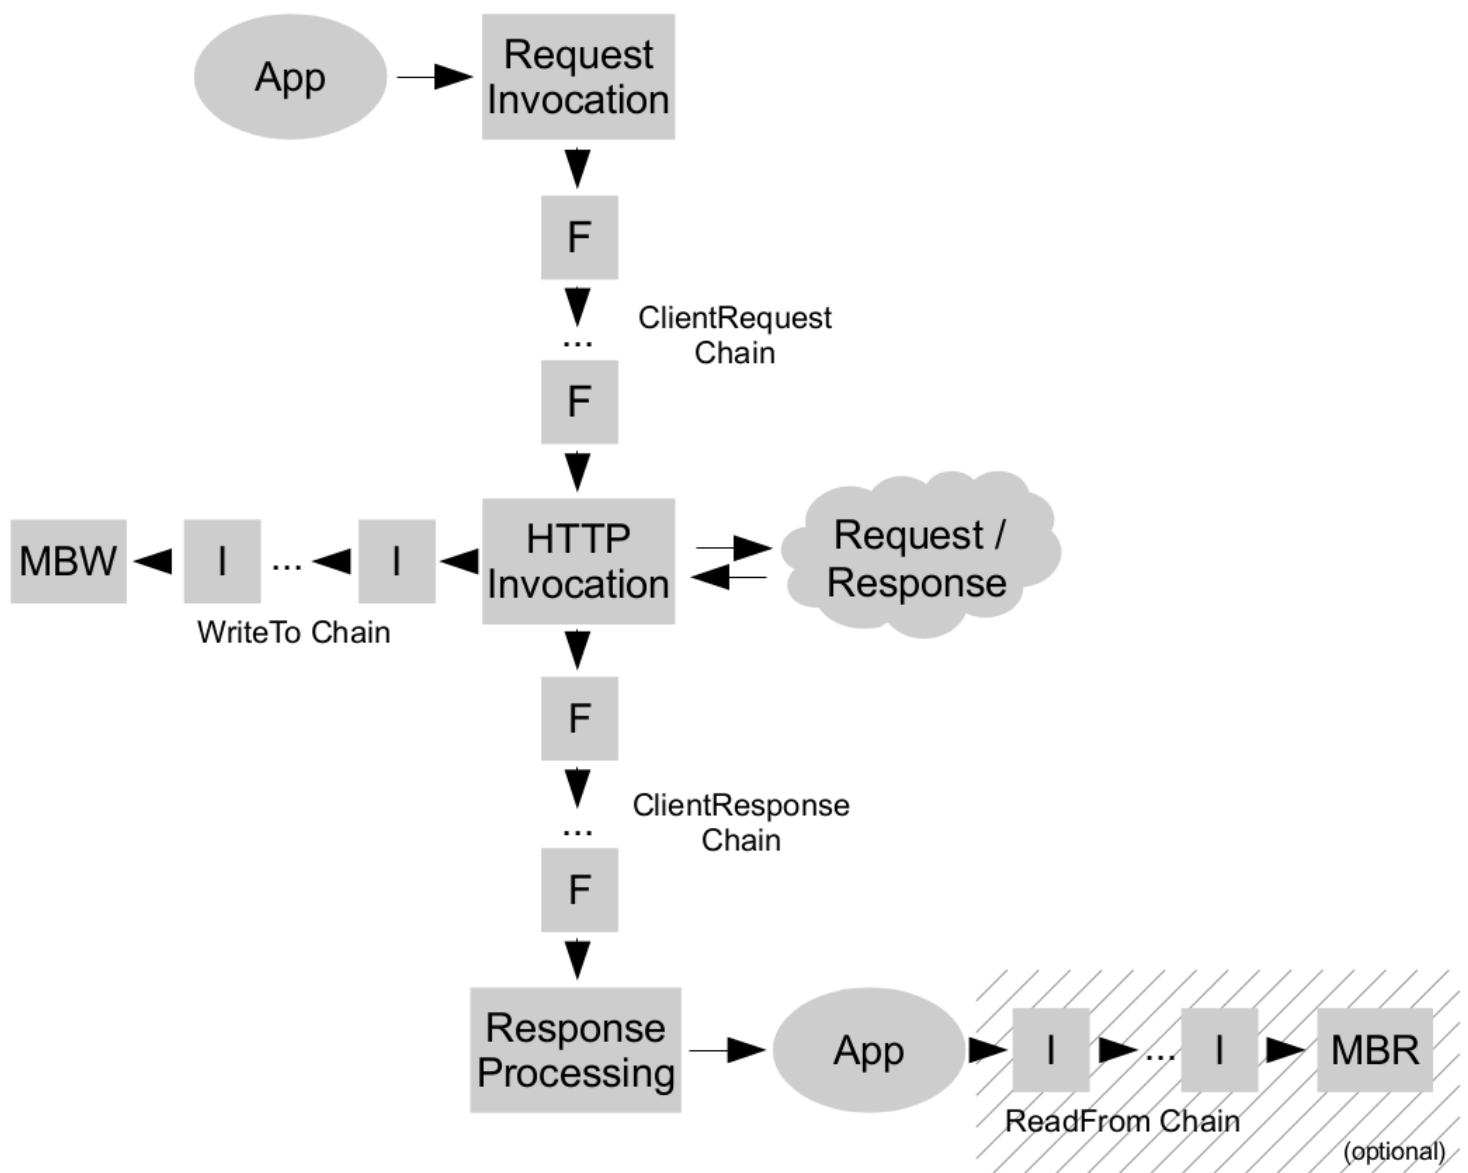 App
Request
Invocation
F
ClientRequest
Chain
...
F
MBW
I
...
I
HTTP
Invocation
Request /
Response
WriteTo Chain
F
ClientResponse
Chain
...
F
Response
Processing
App
I
...
I
MBR
ReadFrom Chain
(optional)